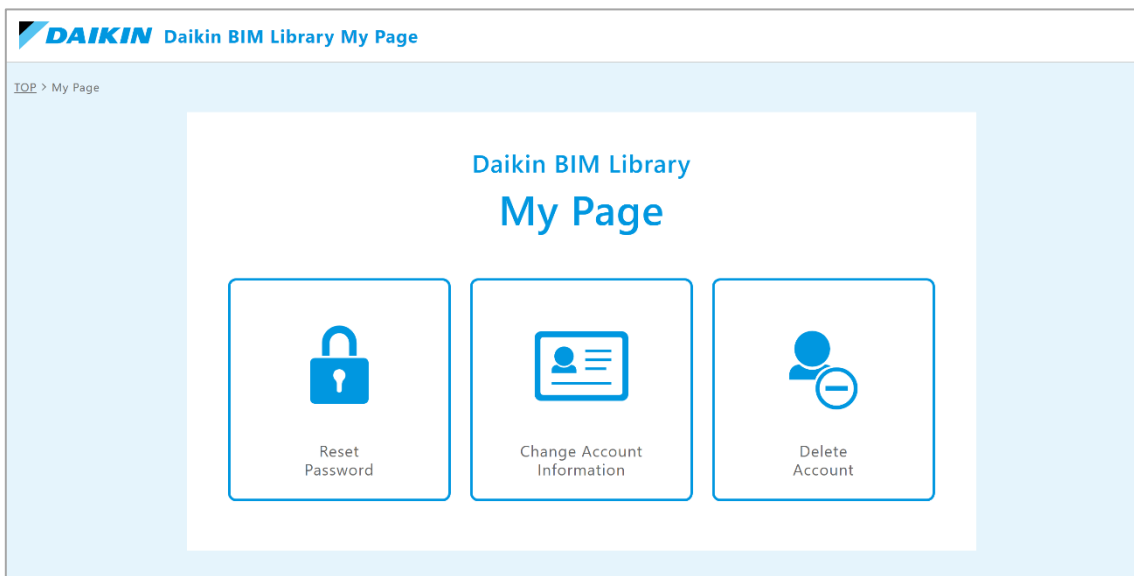 DAIKIN Daikin BIM Library My Page
TOP > My Page
Daikin BIM Library
My Page
Reset
Password
Change Account
Information
Delete
Account